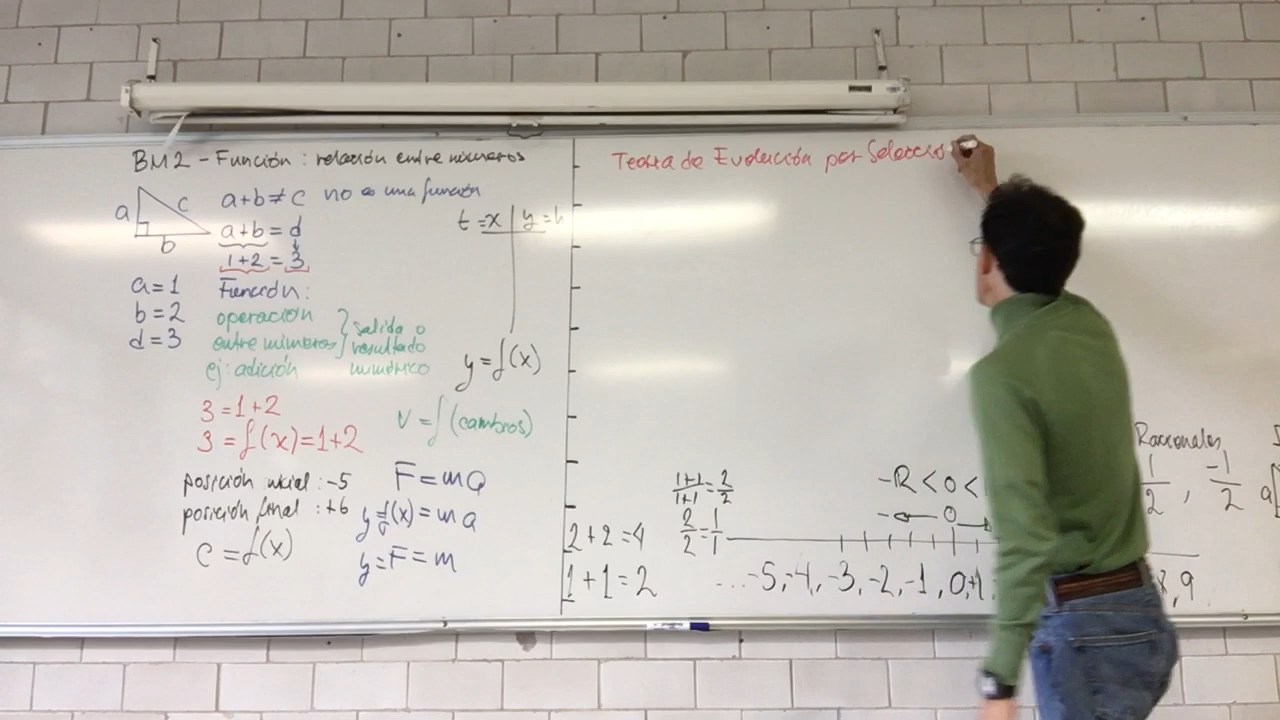 BM2 - Función : relación entre números
a
c
b
a+b≠c no es una función
a+b = d
1+2 = 3
a=1
b=2
d=3
Función:
operación
entre números
ej: adición
salida o
resultado
numérico
t=x | y=
y=f(x)
3=1+2
3=f(x)=1+2
v=f(cambios)
posición inicial : -5
posición final : +6
e=f(x)
F=ma
y=f(x)=ma
y=F=m
Teoría de Evolución por Selección
1+1/1+1=2/2
2/2=1/1
2+2=4
1+1=2
-R<0<
-←0→
...-5,-4,-3,-2,-1,0,+1
8,9
Racionales
1/2 , -1/2
a